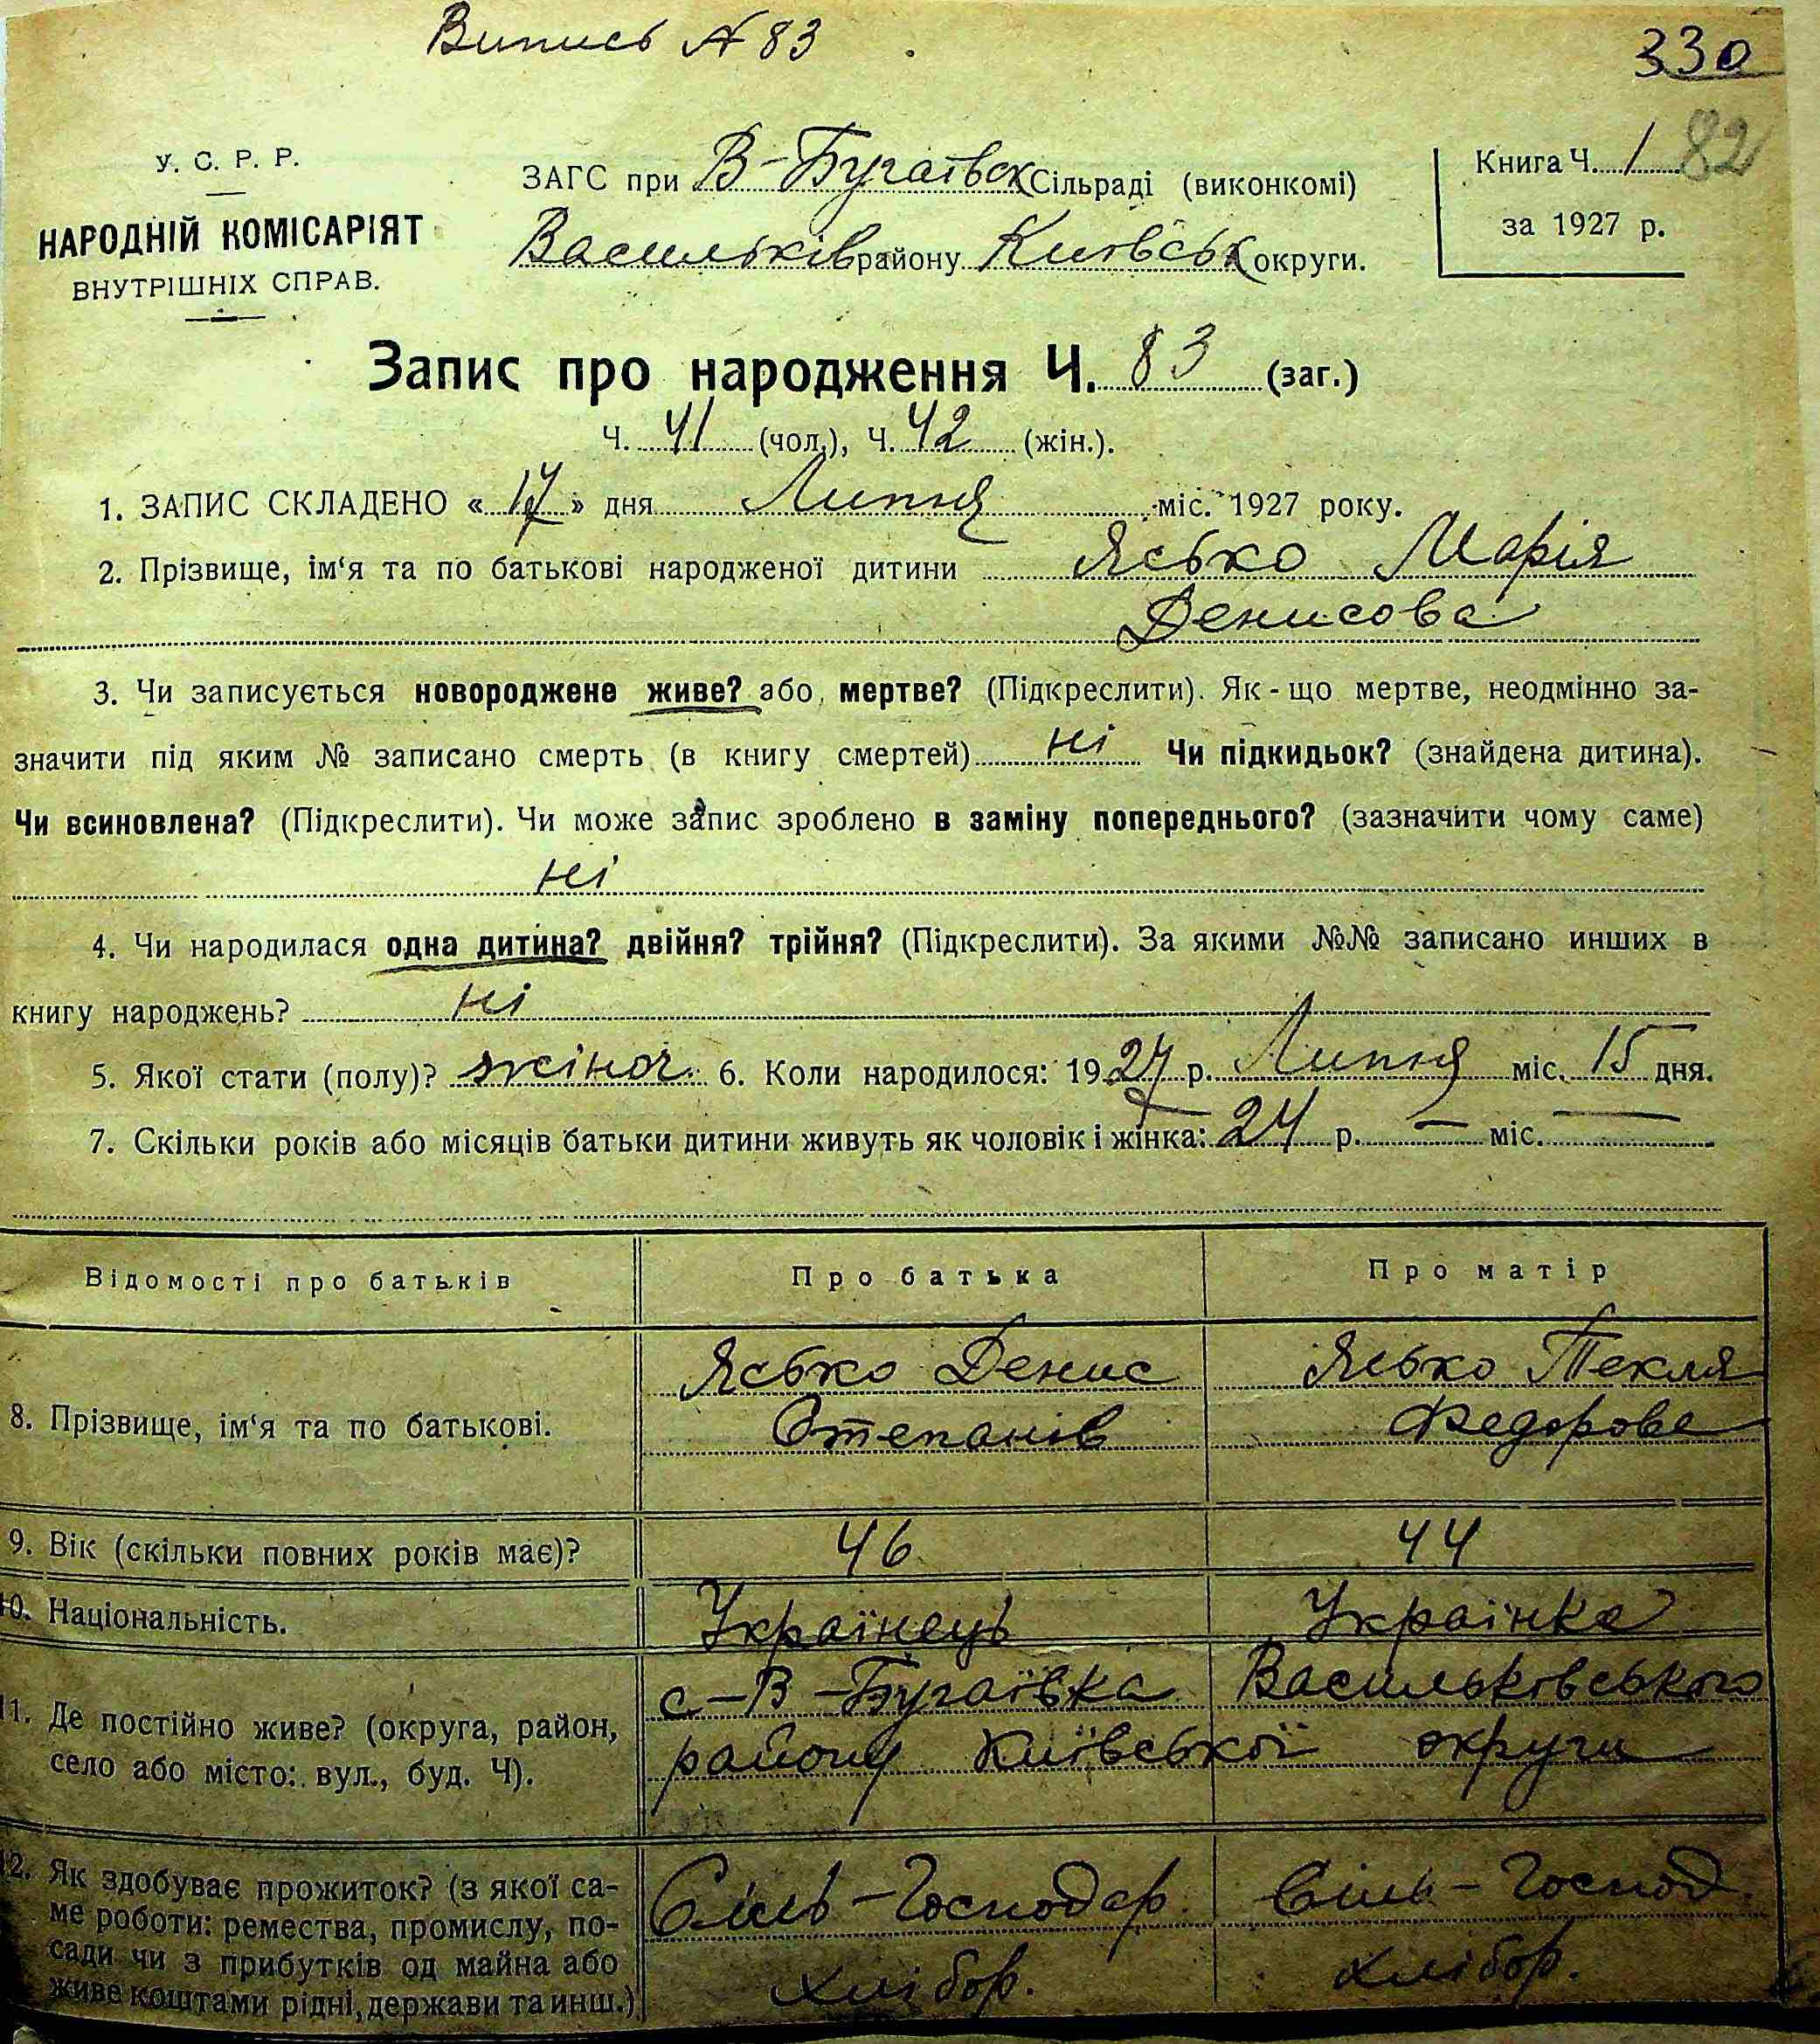 Випись № 83
330
82
У. С. Р. Р.
НАРОДНІЙ КОМІСАРІЯТ
ВНУТРІШНІХ СПРАВ.
ЗАГС при В-Бугаївск Сільраді (виконкомі)
Васильків району Київськ округи.
Книга Ч. 1
за 1927 р.
Запис про народження Ч. 83 (заг.)
Ч. 41 (чол.), Ч. 42 (жін.).
1. ЗАПИС СКЛАДЕНО « 17 » дня Липня міс. 1927 року.
2. Прізвище, ім‘я та по батькові народженої дитини Ясько Марія
Денисова
3. Чи записується новороджене живе? або мертве? (Підкреслити). Як-що мертве, неодмінно за-
значити під яким № записано смерть (в книгу смертей) ні Чи підкидьок? (знайдена дитина).
Чи всиновлена? (Підкреслити). Чи може запис зроблено в заміну попереднього? (зазначити чому саме)
ні
4. Чи народилася одна дитина? двійня? трійня? (Підкреслити). За якими №№ записано инших в
книгу народжень? ні
5. Якої стати (полу)? жіноч. 6. Коли народилося: 1927 р. Липня міс. 15 дня.
7. Скільки років або місяців батьки дитини живуть як чоловік і жінка: 24 р. — міс. —
Відомості про батьків Про батька Про матір
8. Прізвище, ім‘я та по батькові. Ясько Денис Степанів Ясько Текля Федорова
9. Вік (скільки повних років має)? 46 44
10. Національність. Українець Українка
11. Де постійно живе? (округа, район, с-В-Бугаївка Васильковського
село або місто: вул., буд. Ч). району Київської округи
12. Як здобуває прожиток? (з якої са-
ме роботи: ремества, промислу, по- Сіль-Господар. Сіль-Господ.
сади чи з прибутків од майна або
живе коштами рідні, держави та инш.) хлібор. хлібор.